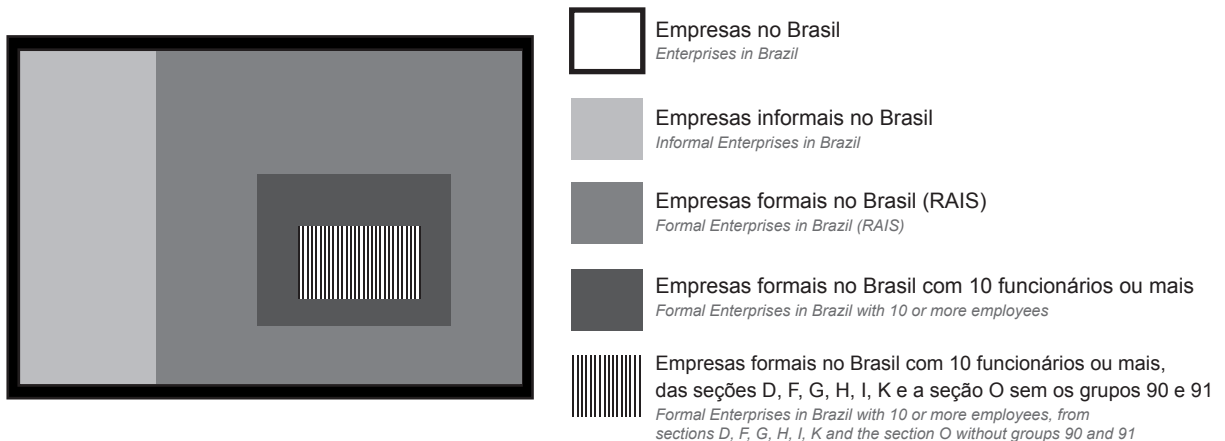 Empresas no Brasil
Enterprises in Brazil
Empresas informais no Brasil
Informal Enterprises in Brazil
Empresas formais no Brasil (RAIS)
Formal Enterprises in Brazil (RAIS)
Empresas formais no Brasil com 10 funcionários ou mais
Formal Enterprises in Brazil with 10 or more employees
Empresas formais no Brasil com 10 funcionários ou mais,
das seções D, F, G, H, I, K e a seção O sem os grupos 90 e 91
Formal Enterprises in Brazil with 10 or more employees, from
sections D, F, G, H, I, K and the section O without groups 90 and 91